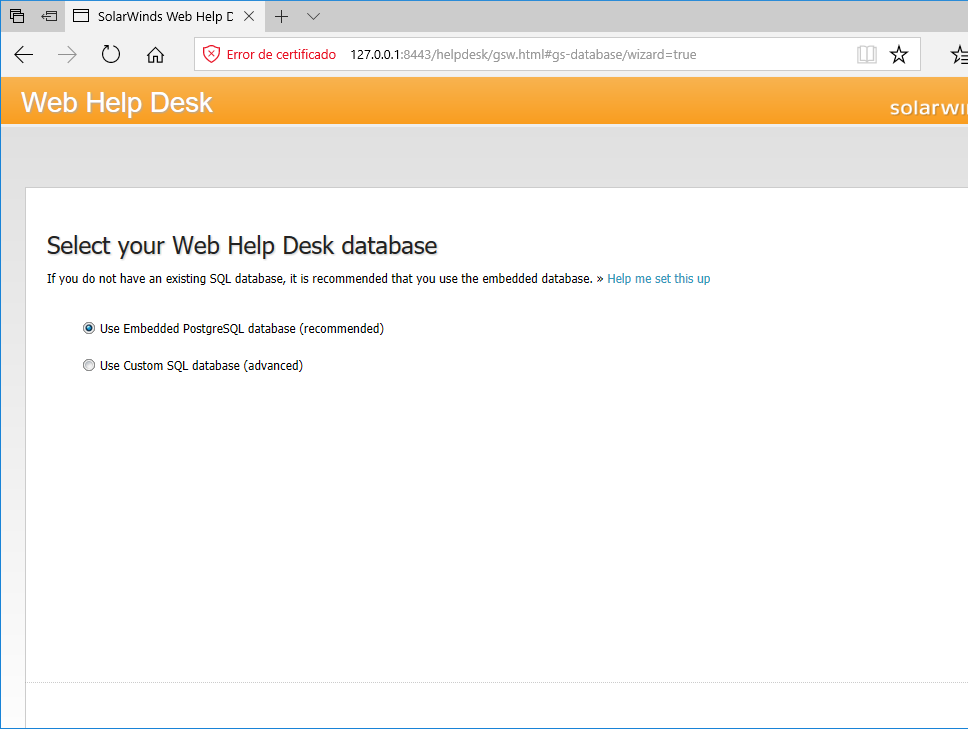 SolarWinds Web Help D
Error de certificado 127.0.0.1:8443/helpdesk/gsw.html#gs-database/wizard=true
Web Help Desk
solarwin
Select your Web Help Desk database
If you do not have an existing SQL database, it is recommended that you use the embedded database. » Help me set this up
Use Embedded PostgreSQL database (recommended)
Use Custom SQL database (advanced)